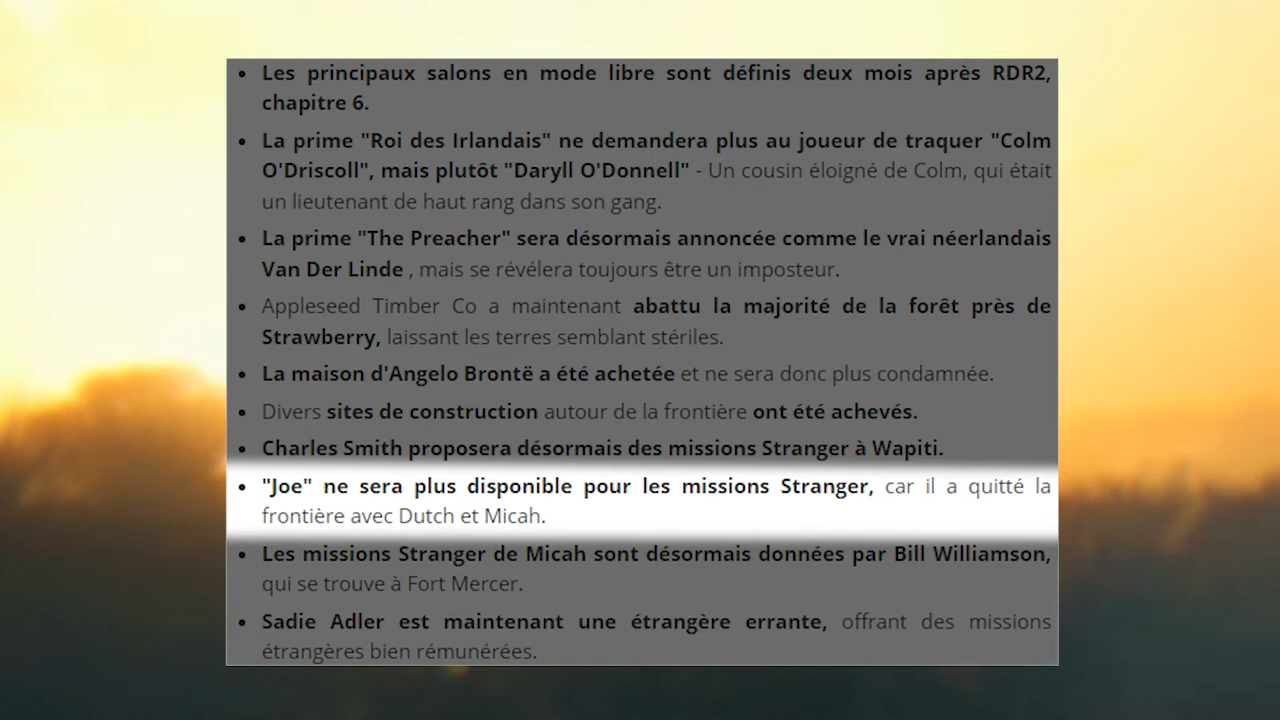 Les principaux salons en mode libre sont définis deux mois après RDR2,
chapitre 6.
La prime "Roi des Irlandais" ne demandera plus au joueur de traquer "Colm
O'Driscoll", mais plutôt "Daryll O'Donnell" - Un cousin éloigné de Colm, qui était
un lieutenant de haut rang dans son gang.
La prime "The Preacher" sera désormais annoncée comme le vrai néerlandais
Van Der Linde , mais se révélera toujours être un imposteur.
Appleseed Timber Co a maintenant abattu la majorité de la forêt près de
Strawberry, laissant les terres semblant stériles.
La maison d'Angelo Brontë a été achetée et ne sera donc plus condamnée.
Divers sites de construction autour de la frontière ont été achevés.
Charles Smith proposera désormais des missions Stranger à Wapiti.
"Joe" ne sera plus disponible pour les missions Stranger, car il a quitté la
frontière avec Dutch et Micah.
Les missions Stranger de Micah sont désormais données par Bill Williamson,
qui se trouve à Fort Mercer.
Sadie Adler est maintenant une étrangère errante, offrant des missions
étrangères bien rémunérées.